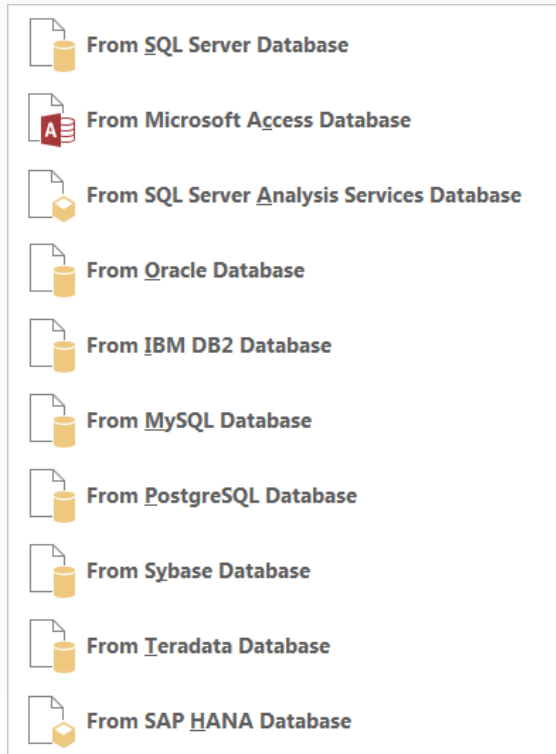 From SQL Server Database
A
From Microsoft Access Database
From SQL Server Analysis Services Database
From Oracle Database
From IBM DB2 Database
From MySQL Database
From PostgreSQL Database
From Sybase Database
From Teradata Database
From SAP HANA Database